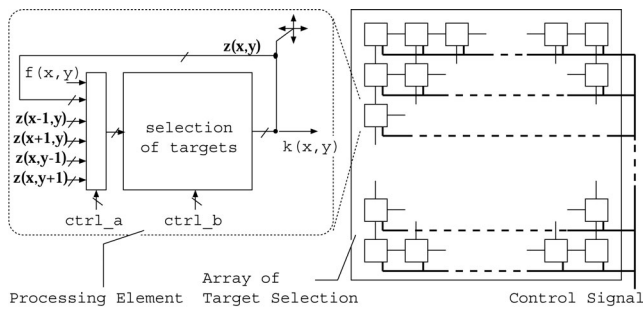 z(x,y)
f(x,y)
z(x-1,y)
z(x+1,y)
z(x,y-1)
z(x,y+1)
selection
of targets
k(x,y)
ctrl_a
ctrl_b
Processing Element
Array of
Target Selection
Control Signal